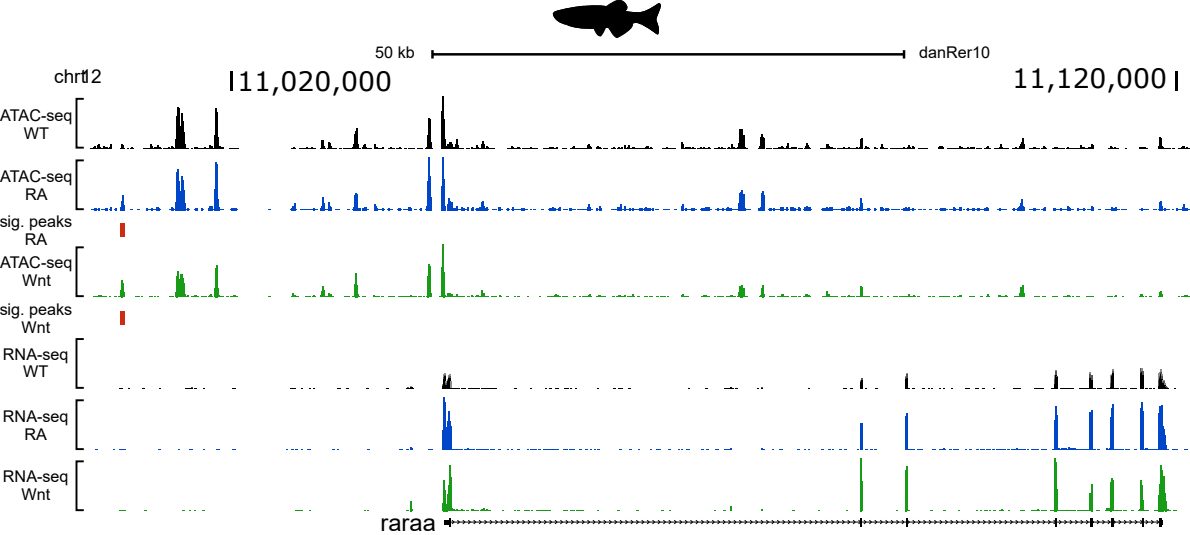 50 kb danRer10
chr12 11,020,000 11,120,000
ATAC-seq
WT
ATAC-seq
RA
sig. peaks
RA
ATAC-seq
Wnt
sig. peaks
Wnt
RNA-seq
WT
RNA-seq
RA
RNA-seq
Wnt
raraa